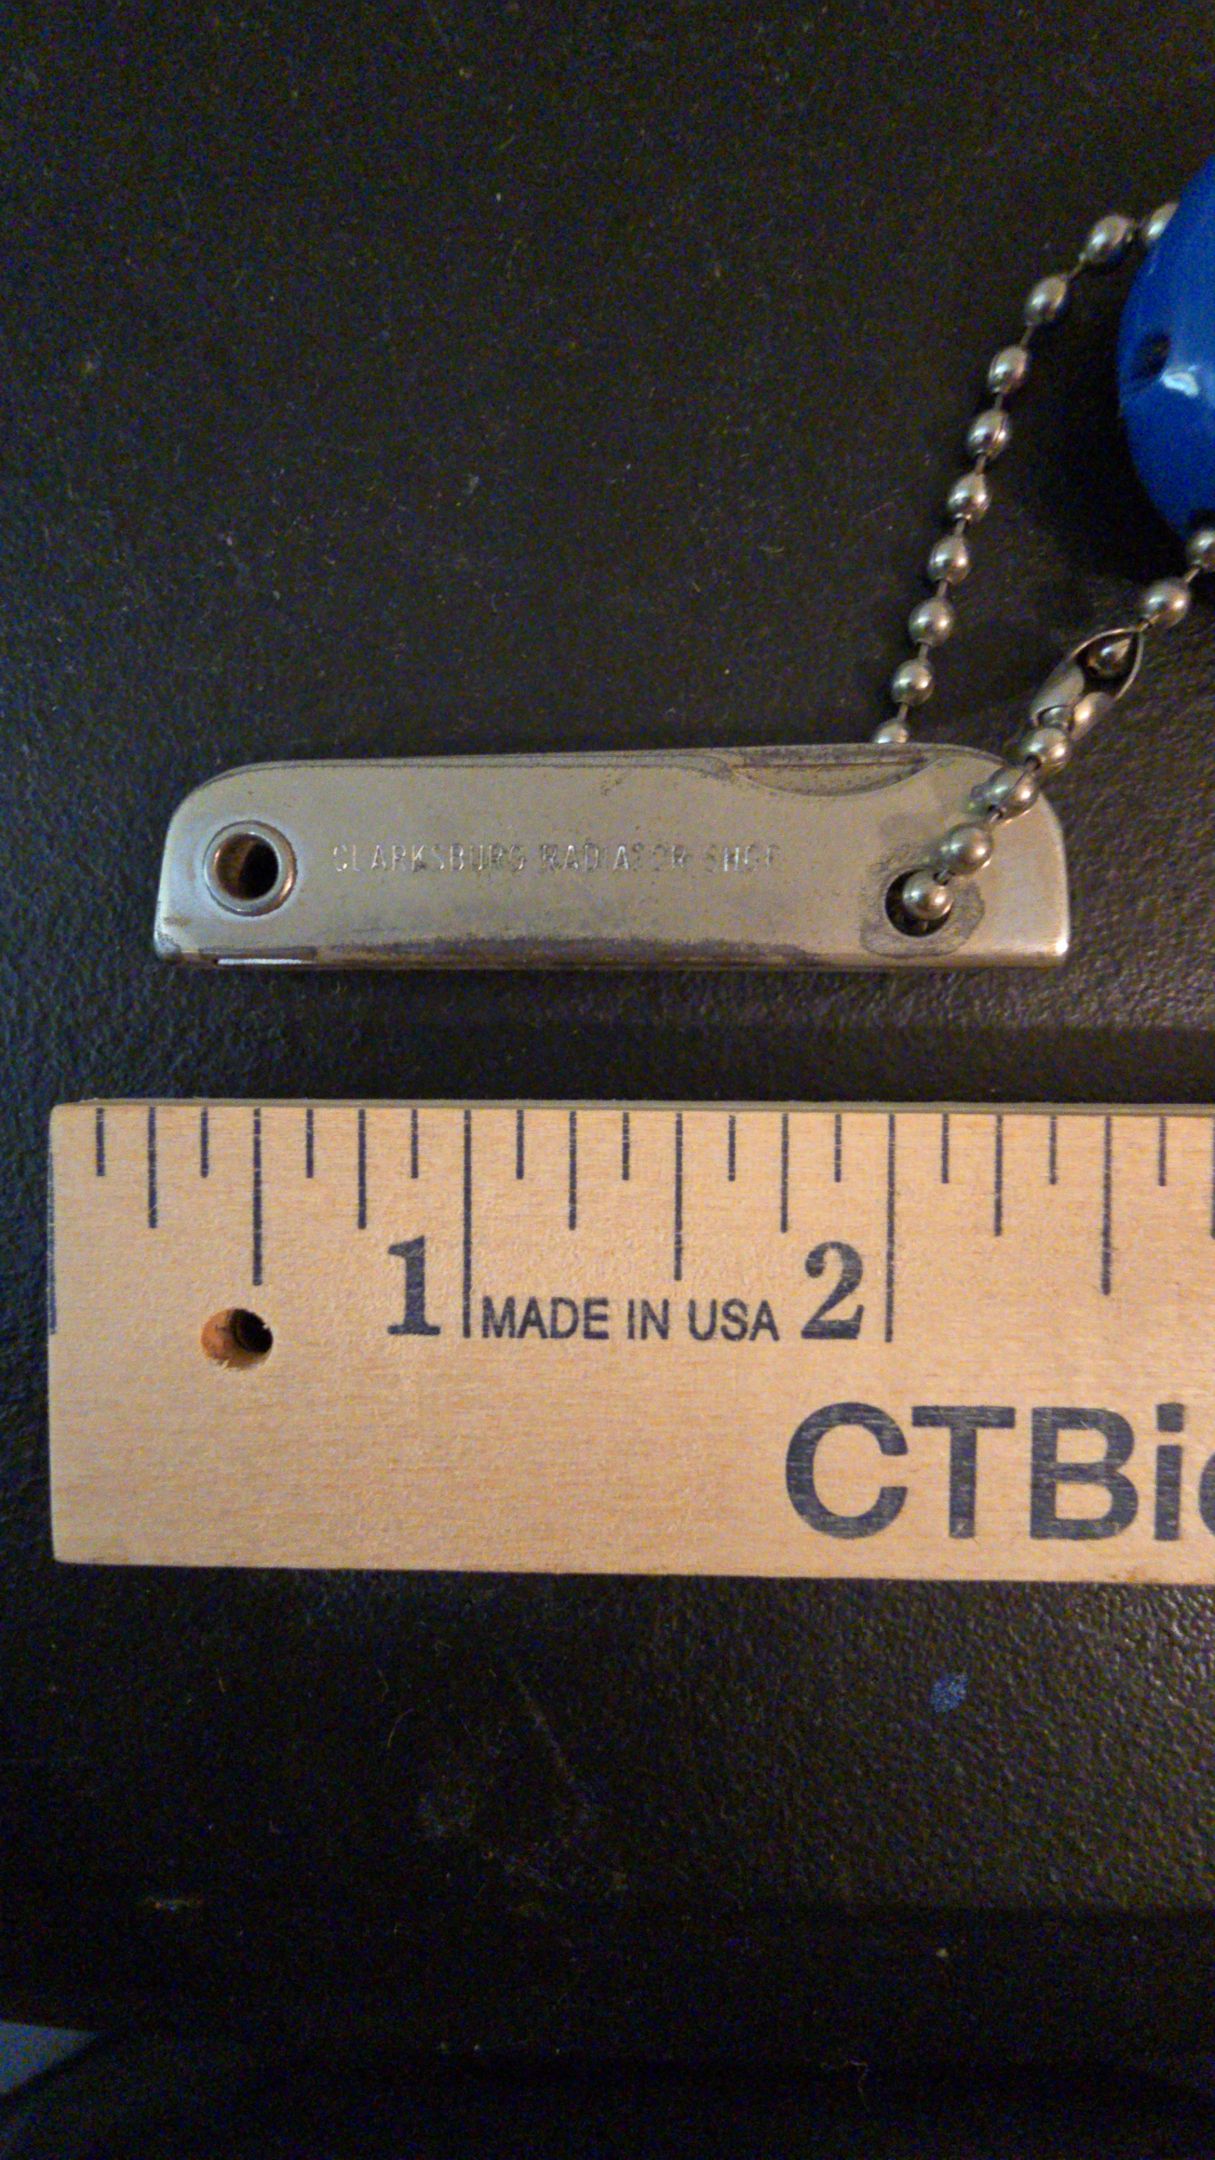 CLARKSBURG RADIATOR SHOP
1 MADE IN USA 2
CTBi